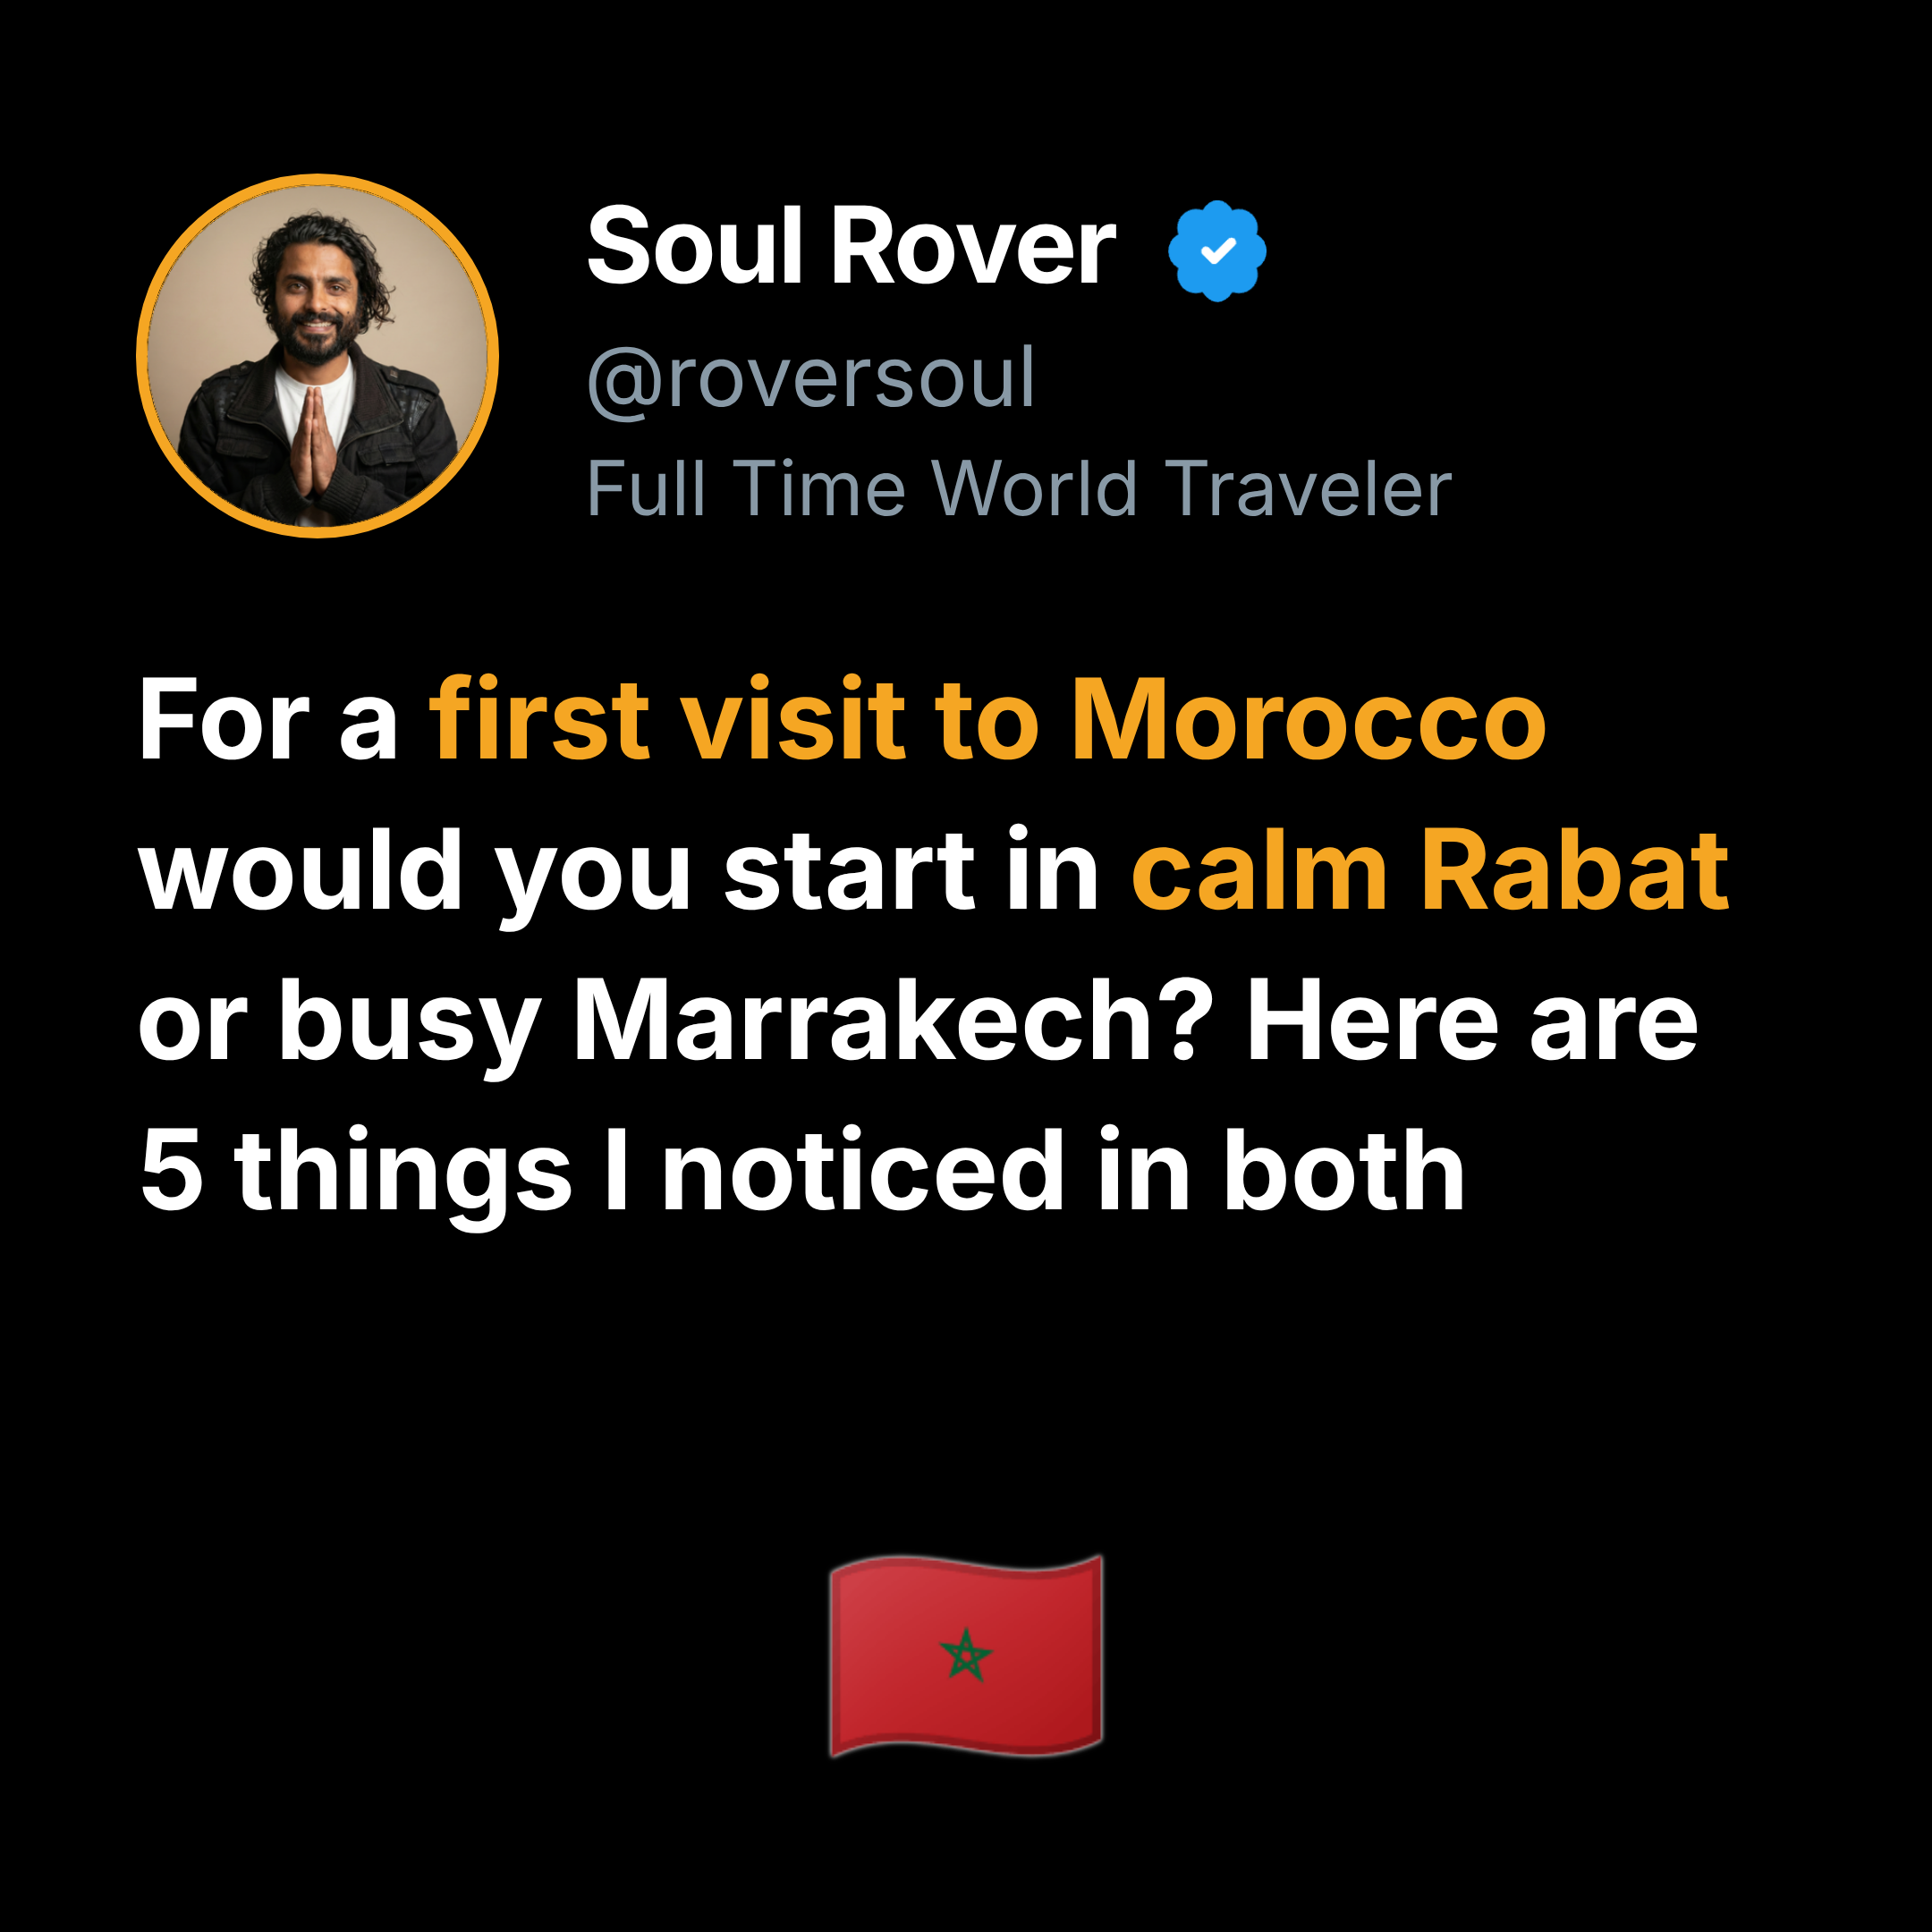 Soul Rover
@roversoul
Full Time World Traveler
For a first visit to Morocco
would you start in calm Rabat
or busy Marrakech? Here are
5 things I noticed in both